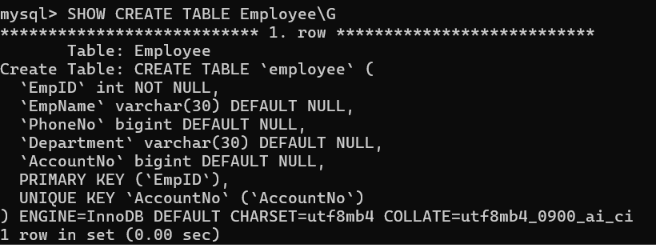 mysql> SHOW CREATE TABLE Employee\G
*************************** 1. row ***************************
       Table: Employee
Create Table: CREATE TABLE `employee` (
  `EmpID` int NOT NULL,
  `EmpName` varchar(30) DEFAULT NULL,
  `PhoneNo` bigint DEFAULT NULL,
  `Department` varchar(30) DEFAULT NULL,
  `AccountNo` bigint DEFAULT NULL,
  PRIMARY KEY (`EmpID`),
  UNIQUE KEY `AccountNo` (`AccountNo`)
) ENGINE=InnoDB DEFAULT CHARSET=utf8mb4 COLLATE=utf8mb4_0900_ai_ci
1 row in set (0.00 sec)